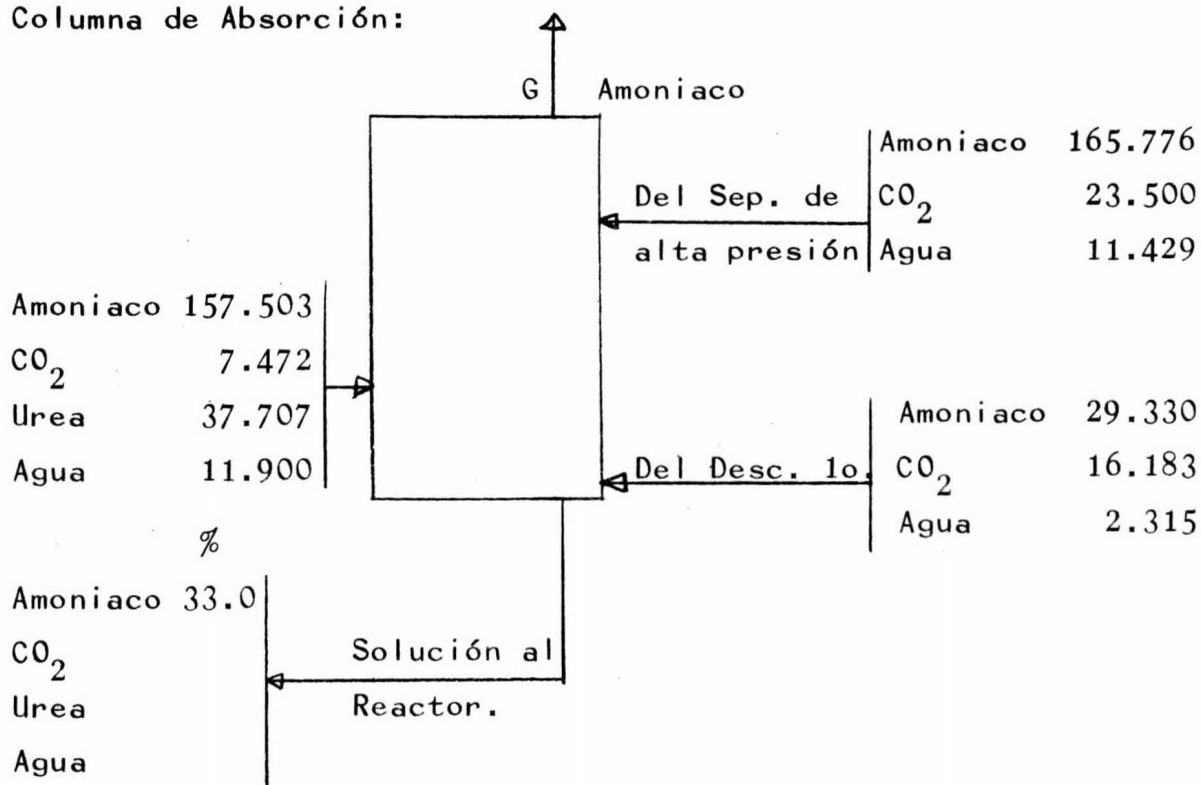 Columna de Absorción:
G Amoniaco
Amoniaco 165.776
Del Sep. de CO2 23.500
alta presión Agua 11.429
Amoniaco 157.503
CO2 7.472
Urea 37.707
Agua 11.900
Amoniaco 29.330
Del Desc. 1o. CO2 16.183
Agua 2.315
%
Amoniaco 33.0
CO2 Solución al
Urea Reactor.
Agua